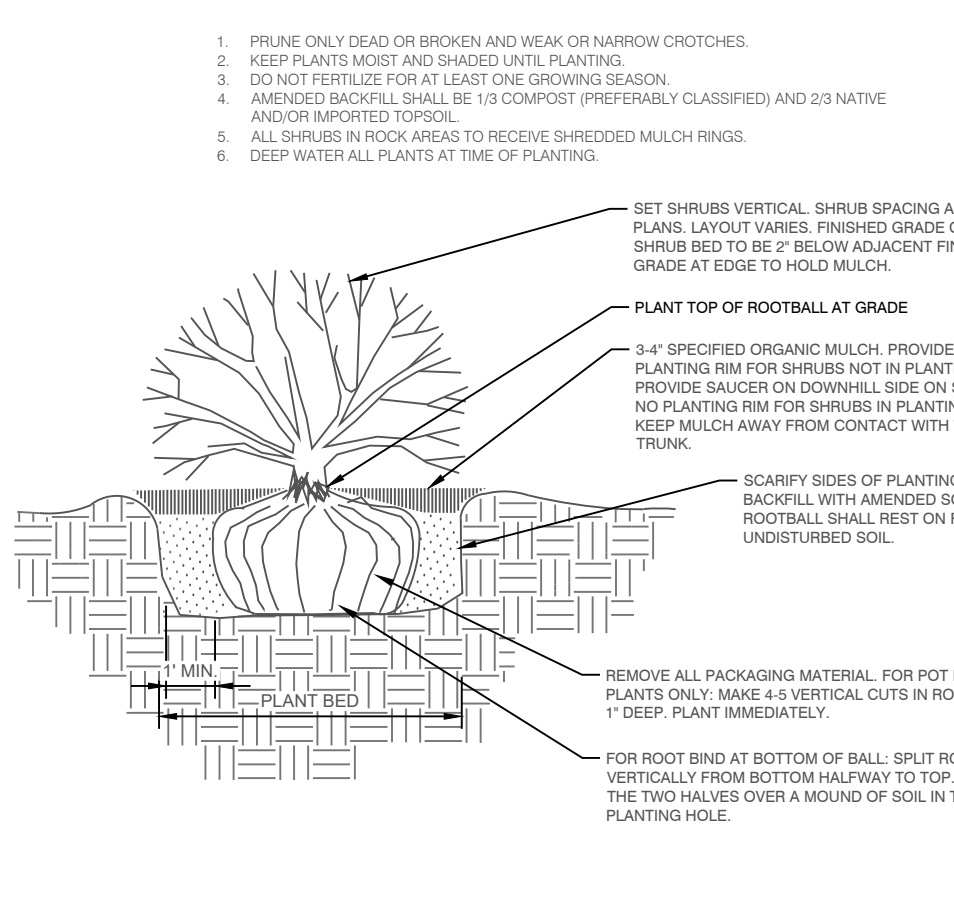 1. PRUNE ONLY DEAD OR BROKEN AND WEAK OR NARROW CROTCHES.
2. KEEP PLANTS MOIST AND SHADED UNTIL PLANTING.
3. DO NOT FERTILIZE FOR AT LEAST ONE GROWING SEASON.
4. AMENDED BACKFILL SHALL BE 1/3 COMPOST (PREFERABLY CLASSIFIED) AND 2/3 NATIVE
AND/OR IMPORTED TOPSOIL.
5. ALL SHRUBS IN ROCK AREAS TO RECEIVE SHREDDED MULCH RINGS.
6. DEEP WATER ALL PLANTS AT TIME OF PLANTING.
SET SHRUBS VERTICAL. SHRUB SPACING
PLANS. LAYOUT VARIES. FINISHED GRADE
SHRUB BED TO BE 2" BELOW ADJACENT
GRADE AT EDGE TO HOLD MULCH.
PLANT TOP OF ROOTBALL AT GRADE
3-4" SPECIFIED ORGANIC MULCH. PROVIDE
PLANTING RIM FOR SHRUBS NOT IN
PROVIDE SAUCER ON DOWNHILL SIDE ON
NO PLANTING RIM FOR SHRUBS IN
KEEP MULCH AWAY FROM CONTACT WITH
TRUNK.
SCARIFY SIDES OF PLANTING
BACKFILL WITH AMENDED
ROOTBALL SHALL REST ON
UNDISTURBED SOIL.
REMOVE ALL PACKAGING MATERIAL. FOR POT
PLANTS ONLY: MAKE 4-5 VERTICAL CUTS IN
1" DEEP. PLANT IMMEDIATELY.
1' MIN.
PLANT BED
FOR ROOT BIND AT BOTTOM OF BALL: SPLIT
VERTICALLY FROM BOTTOM HALFWAY TO TOP.
THE TWO HALVES OVER A MOUND OF SOIL IN
PLANTING HOLE.